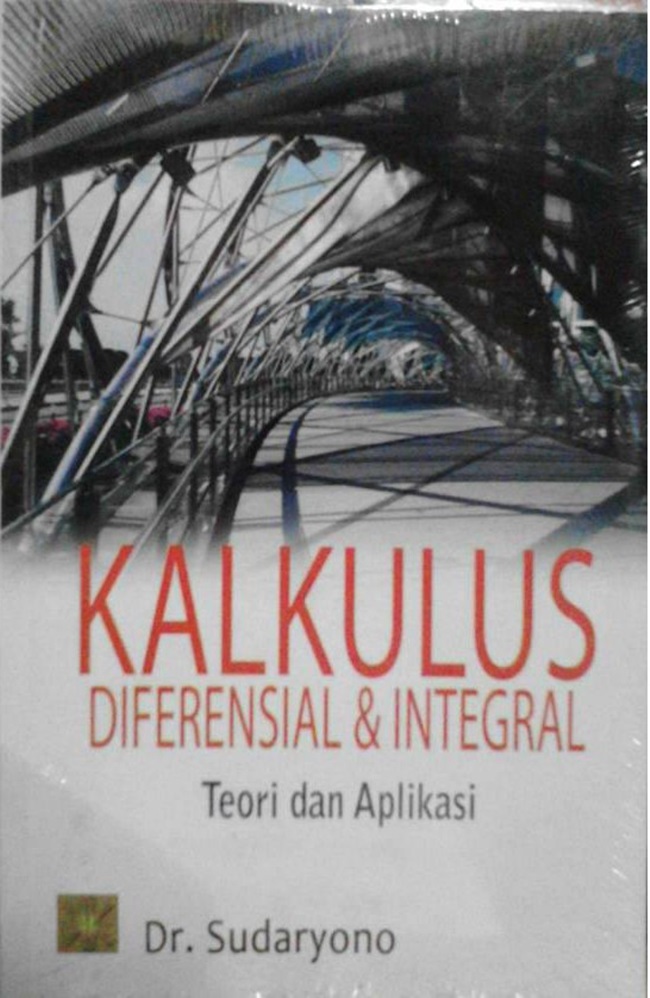 KALKULUS
DIFERENSIAL & INTEGRAL
Teori dan Aplikasi
Dr. Sudaryono